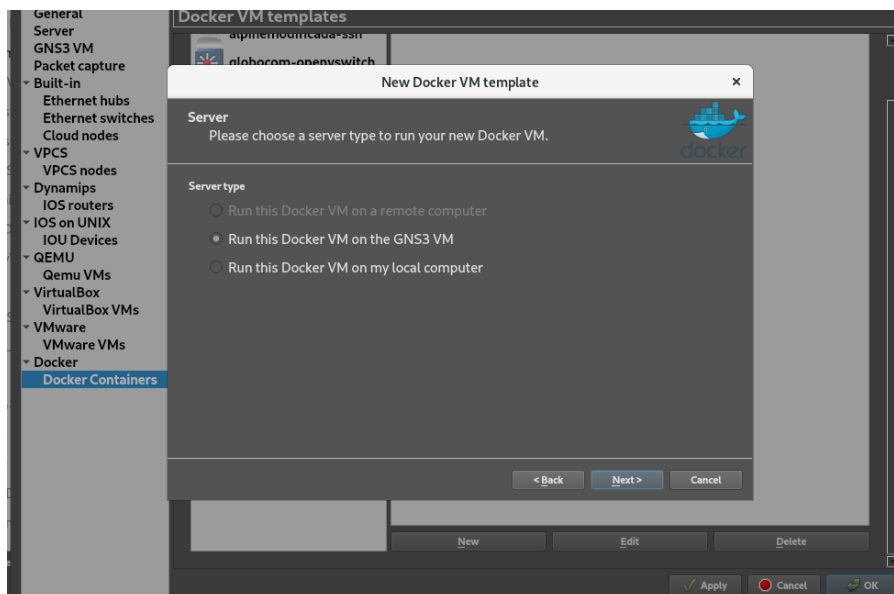 General
Server
GNS3 VM
Packet capture
Built-in
Ethernet hubs
Ethernet switches
Cloud nodes
VPCS
VPCS nodes
Dynamips
IOS routers
IOS on UNIX
IOU Devices
QEMU
Qemu VMs
VirtualBox
VirtualBox VMs
VMware
VMware VMs
Docker
Docker Containers
Docker VM templates
alpinemodificada-ssh
globocom-openvswitch
New Docker VM template
Server
Please choose a server type to run your new Docker VM.
docker
Server type
Run this Docker VM on a remote computer
Run this Docker VM on the GNS3 VM
Run this Docker VM on my local computer
< Back
Next >
Cancel
New
Edit
Delete
Apply
Cancel
OK